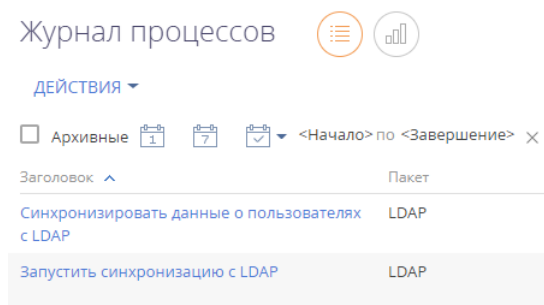 Журнал процессов
ДЕЙСТВИЯ
Архивные 1 7 <Начало> по <Завершение>
Заголовок Пакет
Синхронизировать данные о пользователях LDAP
с LDAP
Запустить синхронизацию с LDAP LDAP